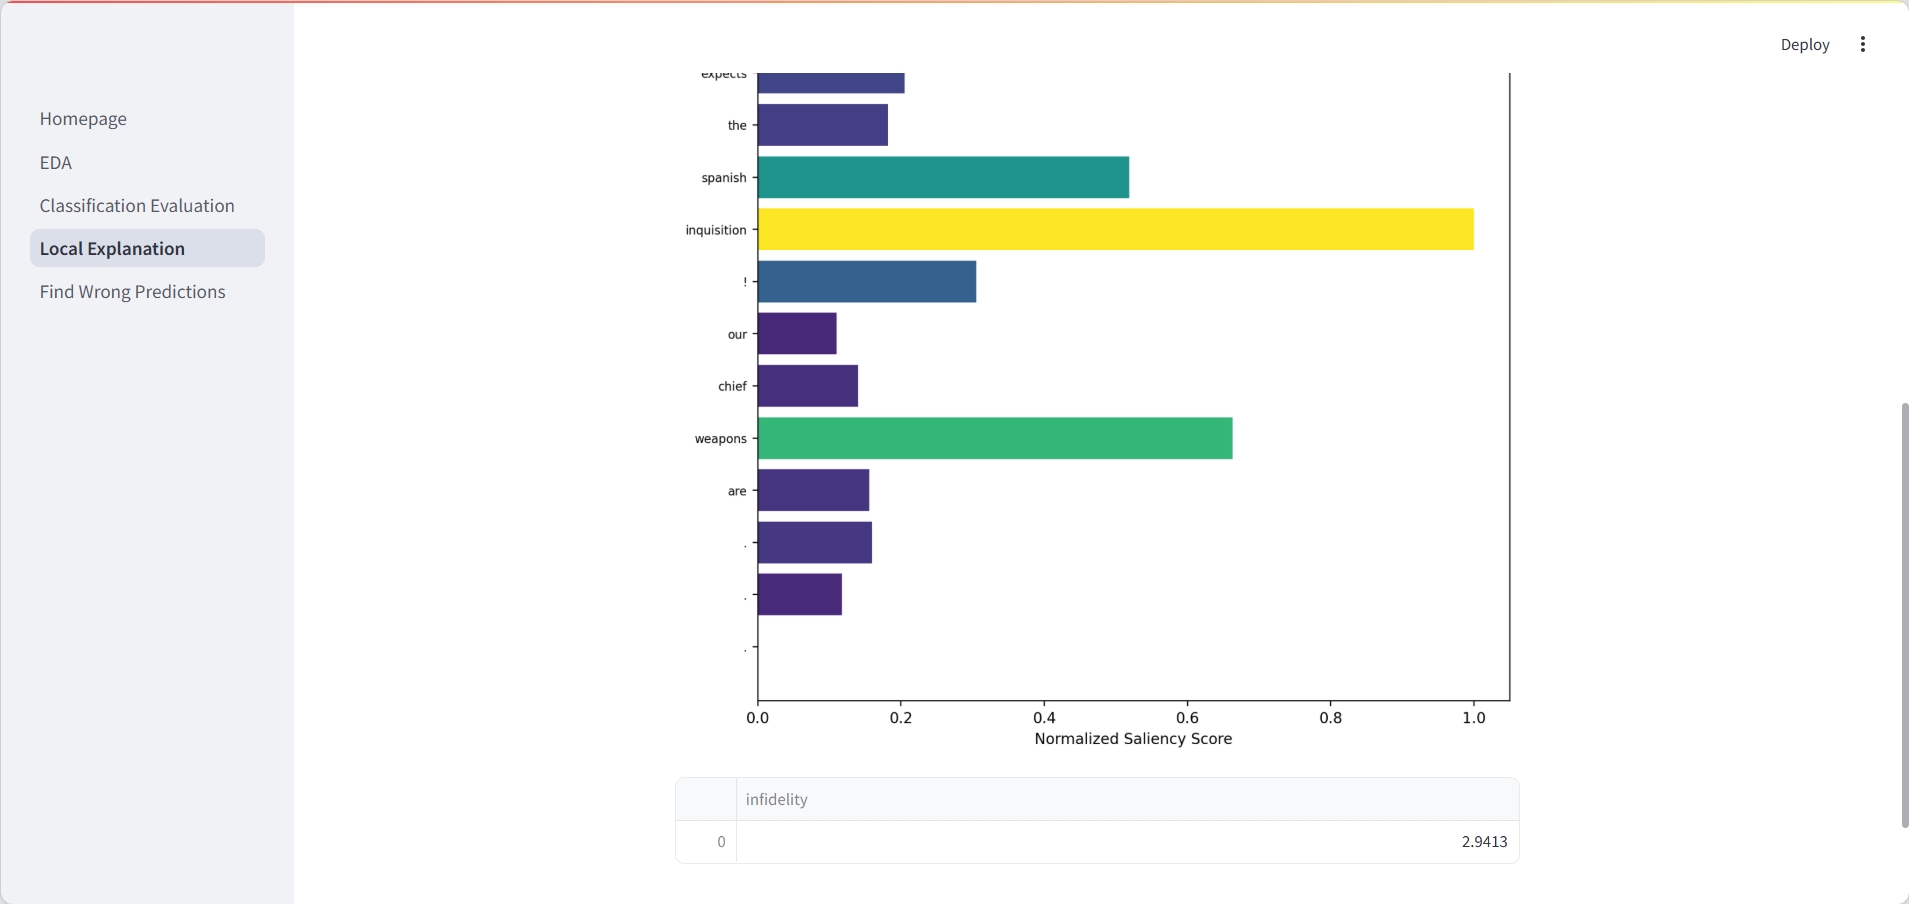 Deploy
Homepage
EDA
Classification Evaluation
Local Explanation
Find Wrong Predictions
expects
the
spanish
inquisition
!
our
chief
weapons
are
.
.
.
0.0 0.2 0.4 0.6 0.8 1.0
Normalized Saliency Score
infidelity
0 2.9413